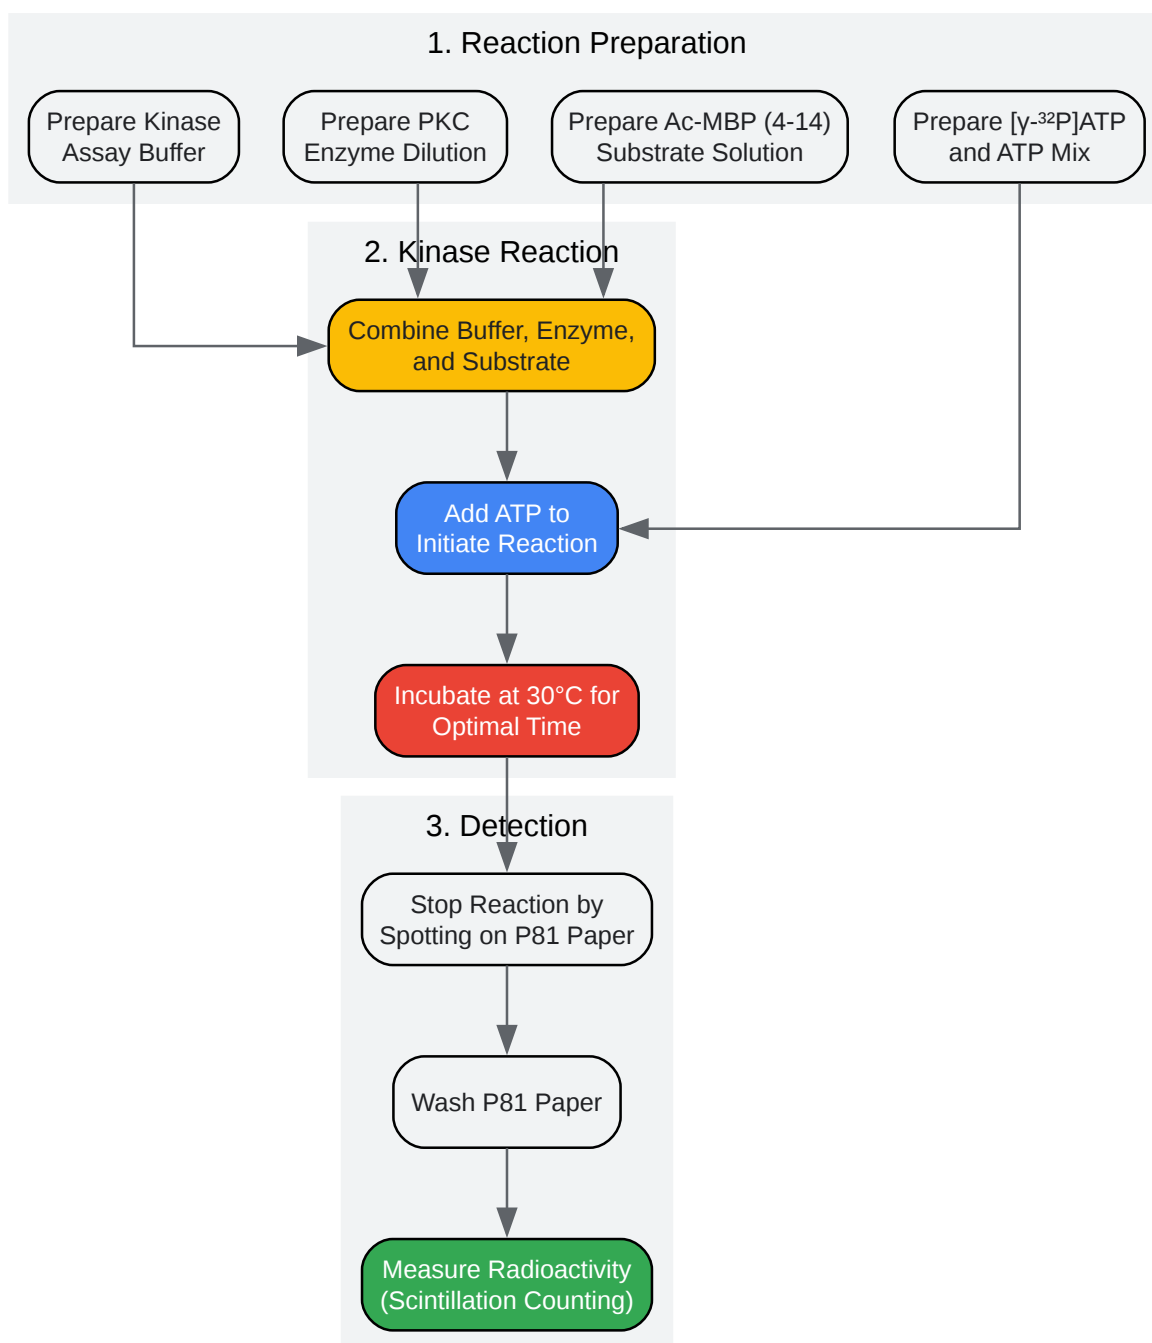 1. Reaction Preparation
Prepare Kinase
Assay Buffer
Prepare PKC
Enzyme Dilution
Prepare Ac-MBP (4-14)
Substrate Solution
Prepare [γ-³²P]ATP
and ATP Mix
2. Kinase Reaction
Combine Buffer, Enzyme,
and Substrate
Add ATP to
Initiate Reaction
Incubate at 30°C for
Optimal Time
3. Detection
Stop Reaction by
Spotting on P81 Paper
Wash P81 Paper
Measure Radioactivity
(Scintillation Counting)